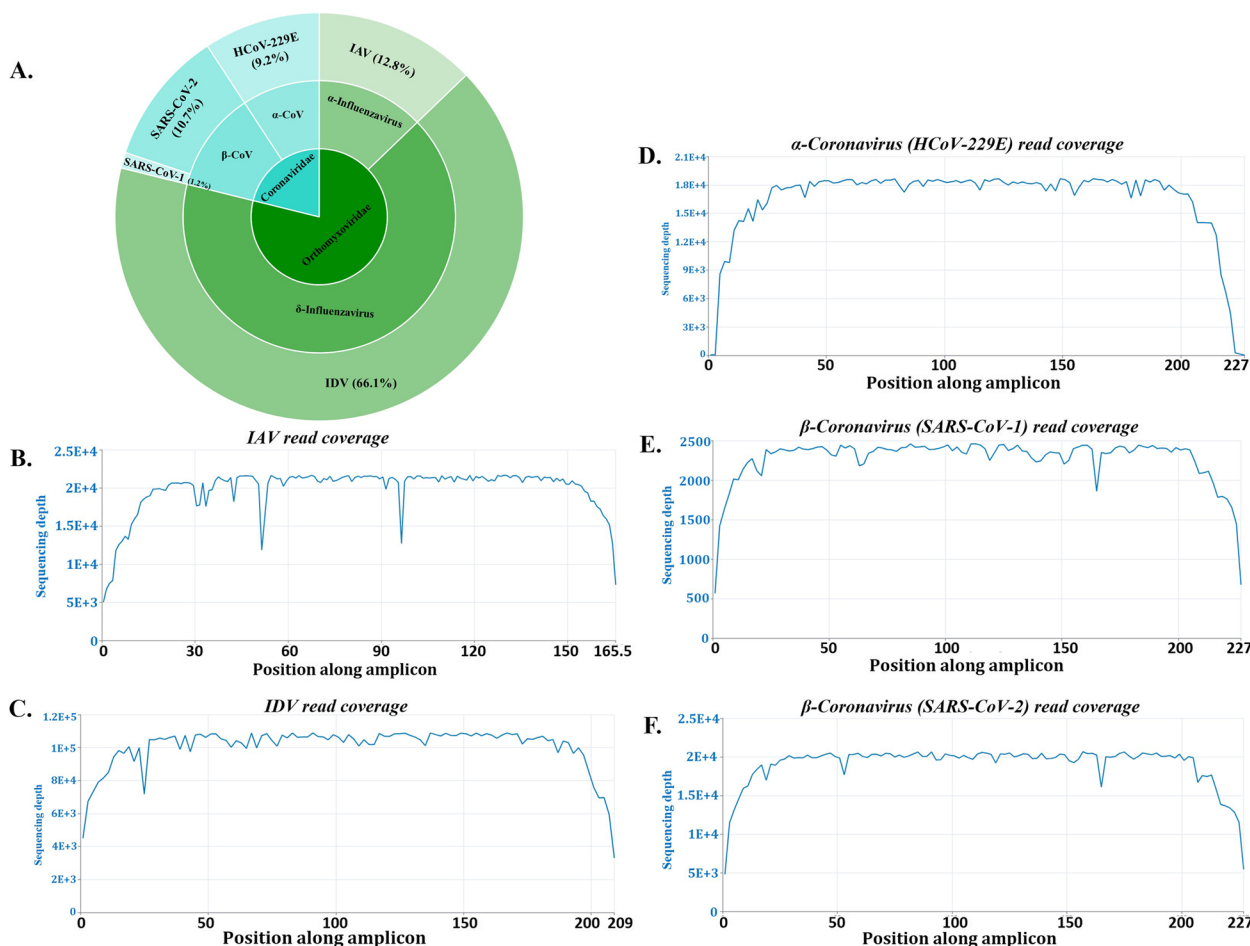 A.
HCoV-229E
(9.2%)
IAV (12.8%)
SARS-CoV-2
(10.7%)
α-CoV
α-Influenzavirus
β-CoV
SARS-CoV-1 (1.2%)
Coronaviridae
Orthomyxoviridae
δ-Influenzavirus
IDV (66.1%)
B.
IAV read coverage
Sequencing depth
2.5E+4
2E+4
1.5E+4
1E+4
5E+3
0
0 30 60 90 120 150 165.5
Position along amplicon
C.
IDV read coverage
Sequencing depth
1.2E+5
1E+5
8E+4
6E+3
4E+3
2E+3
0
0 50 100 150 200 209
Position along amplicon
D.
α-Coronavirus (HCoV-229E) read coverage
Sequencing depth
2.1E+4
1.8E+4
1.5E+4
1.2E+4
9E+3
6E+3
3E+3
0
0 50 100 150 200 227
Position along amplicon
E.
β-Coronavirus (SARS-CoV-1) read coverage
Sequencing depth
2500
2000
1500
1000
500
0
0 50 100 150 200 227
Position along amplicon
F.
β-Coronavirus (SARS-CoV-2) read coverage
Sequencing depth
2.5E+4
2E+4
1.5E+4
1E+4
5E+3
0
0 50 100 150 200 227
Position along amplicon